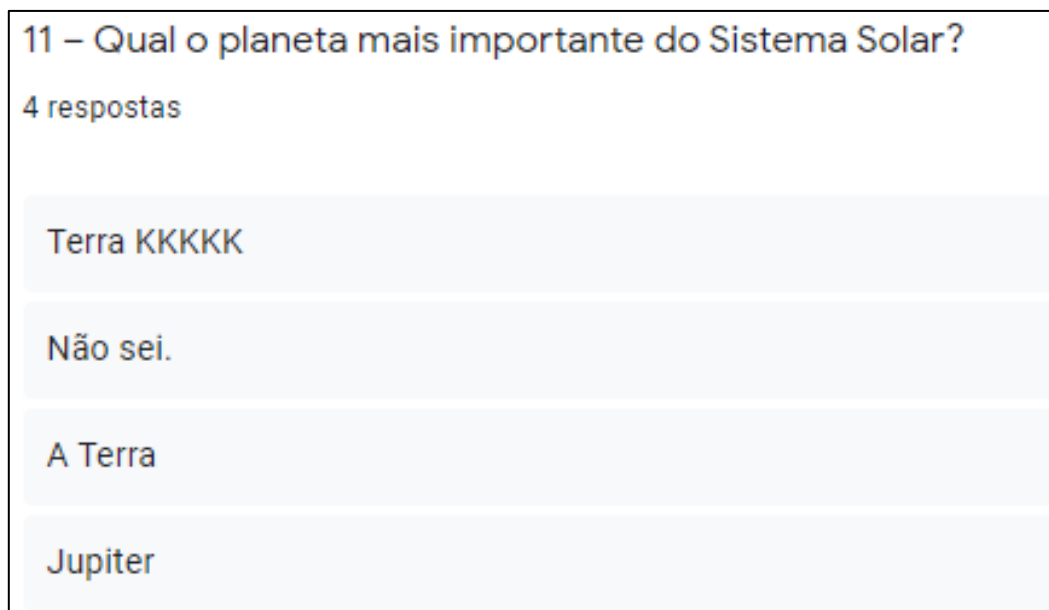 11 – Qual o planeta mais importante do Sistema Solar?
4 respostas
Terra KKKKK
Não sei.
A Terra
Jupiter